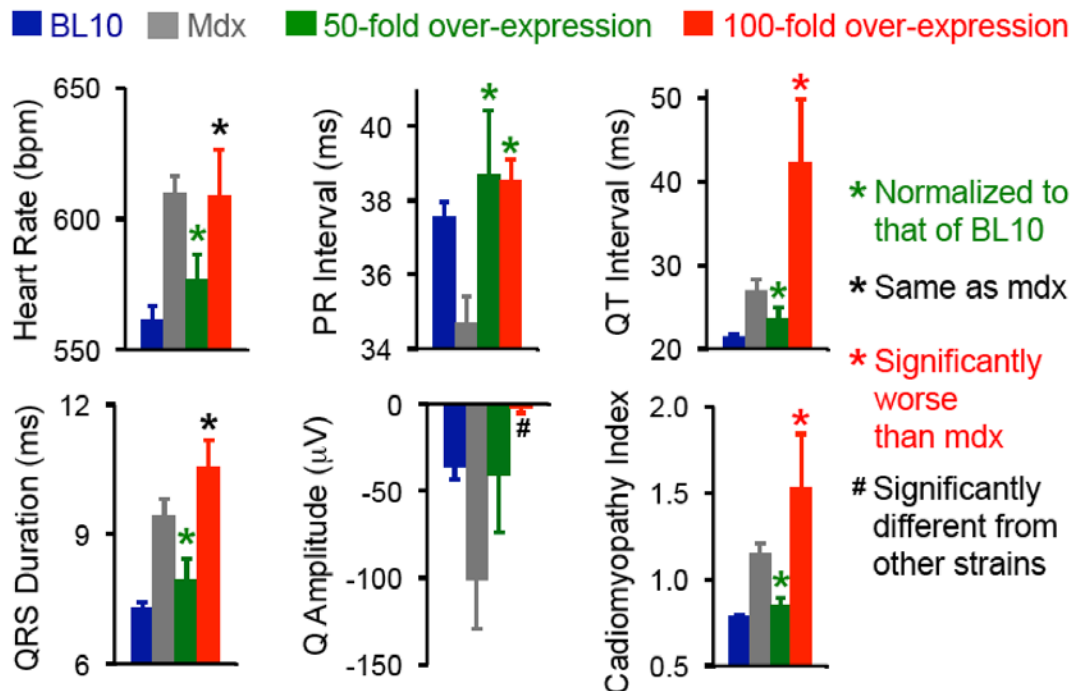 BL10 Mdx 50-fold over-expression 100-fold over-expression
Heart Rate (bpm)
650
600
550
*
*
PR Interval (ms)
40
38
36
34
*
*
QT Interval (ms)
50
40
30
20
*
*
QRS Duration (ms)
12
9
6
*
*
Q Amplitude (μV)
0
-50
-100
-150
#
Cadiomyopathy Index
2.0
1.5
1.0
0.5
*
*
* Normalized to
that of BL10
* Same as mdx
* Significantly
worse
than mdx
# Significantly
different from
other strains